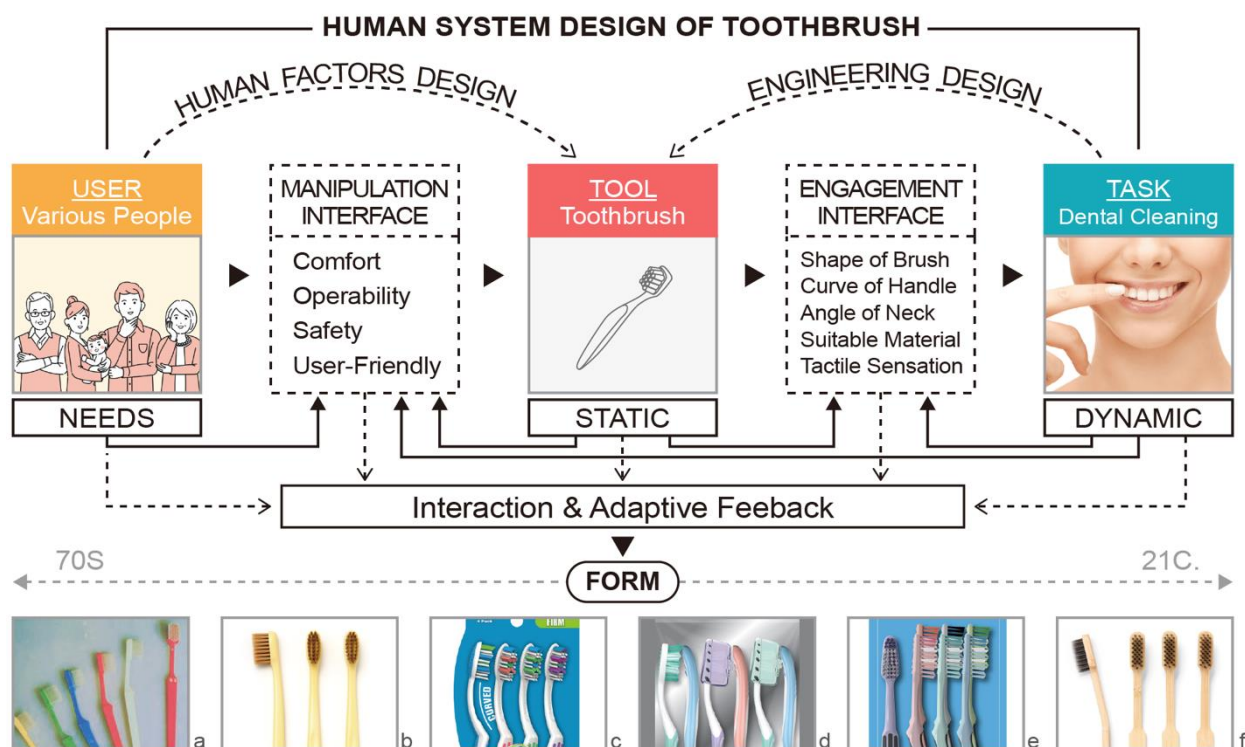 HUMAN SYSTEM DESIGN OF TOOTHBRUSH
HUMAN FACTORS DESIGN
ENGINEERING DESIGN
USER
Various People
MANIPULATION
INTERFACE
Comfort
Operability
Safety
User-Friendly
TOOL
Toothbrush
ENGAGEMENT
INTERFACE
Shape of Brush
Curve of Handle
Angle of Neck
Suitable Material
Tactile Sensation
TASK
Dental Cleaning
NEEDS
STATIC
DYNAMIC
Interaction & Adaptive Feeback
70S
21C.
FORM
FIRM
CURVED
a
b
c
d
e
f